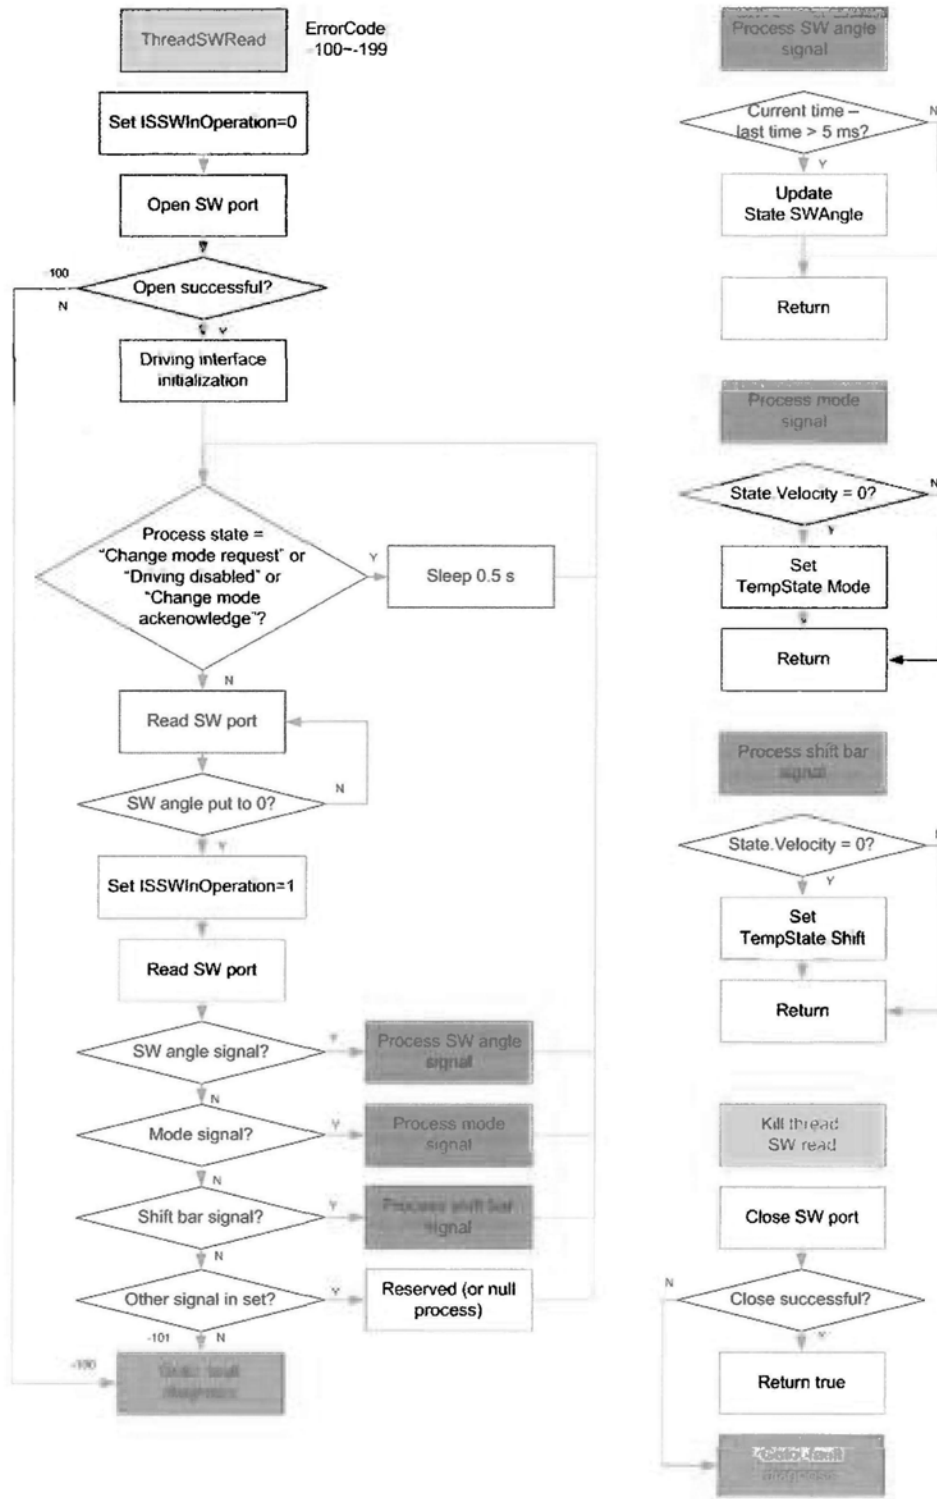 ThreadSWRead
ErrorCode
-100~-199
Set ISSWInOperation=0
Open SW port
-100
Open successful?
N
Y
Driving interface
initialization
Process state =
“Change mode request” or
“Driving disabled” or
“Change mode
ackenowledge”?
Y
Sleep 0.5 s
N
Read SW port
SW angle put to 0?
N
Y
Set ISSWInOperation=1
Read SW port
SW angle signal?
Y
Process SW angle
signal
N
Mode signal?
Y
Process mode
signal
N
Shift bar signal?
Y
Process shift bar
signal
N
Other signal in set?
Y
Reserved (or null
process)
-101
N
-100
Process SW angle
signal
Current time –
last time > 5 ms?
N
Y
Update
State SWAngle
Return
Process mode
signal
State.Velocity = 0?
N
Y
Set
TempState Mode
Return
Process shift bar
signal
State.Velocity = 0?
Y
Set
TempState Shift
Return
Kill thread
SW read
Close SW port
N
Close successful?
Y
Return true